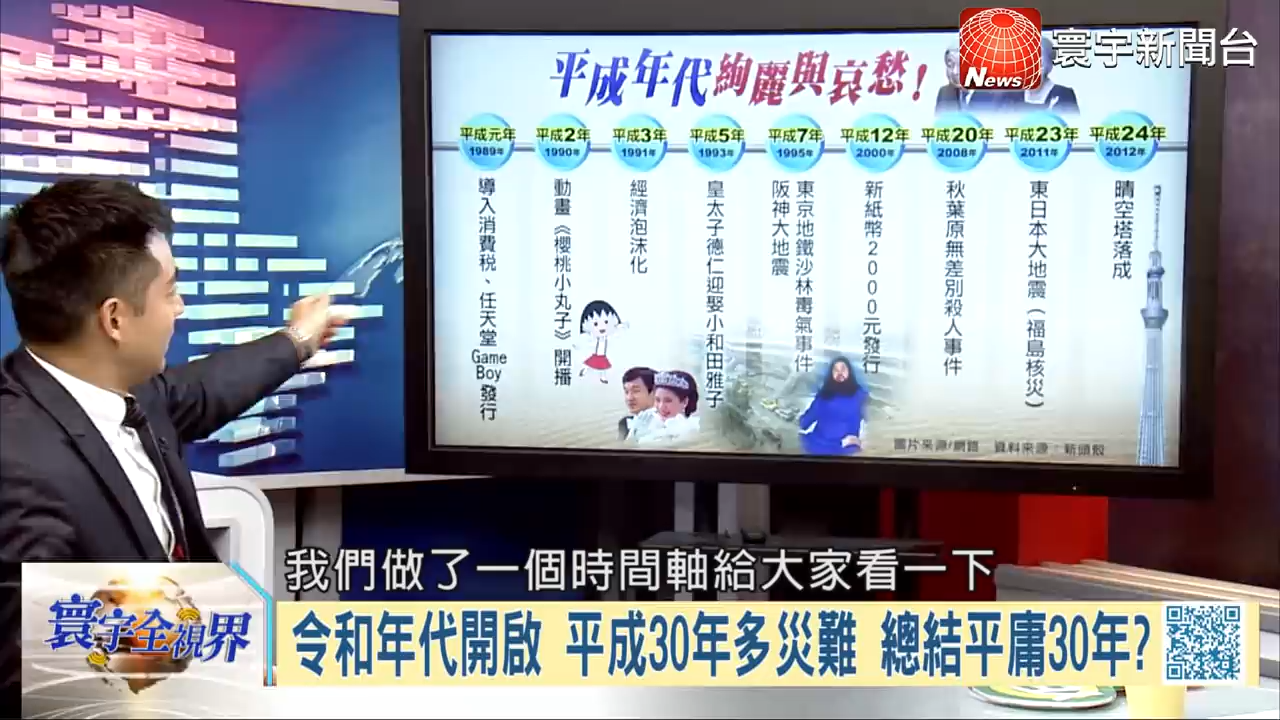 平成年代絢麗與哀愁！
News
寰宇新聞台
平成元年
1989年
平成2年
1990年
平成3年
1991年
平成5年
1993年
平成7年
1995年
平成12年
2000年
平成20年
2008年
平成23年
2011年
平成24年
2012年
導入消費稅、任天堂Game Boy發行
動畫《櫻桃小丸子》開播
經濟泡沫化
皇太子德仁迎娶小和田雅子
東京地鐵沙林毒氣事件
阪神大地震
新紙幣2000元發行
秋葉原無差別殺人事件
東日本大地震（福島核災）
晴空塔落成
圖片來源/網路 資料來源：新頭殼
我們做了一個時間軸給大家看一下
寰宇全視界
令和年代開啟 平成30年多災難 總結平庸30年?